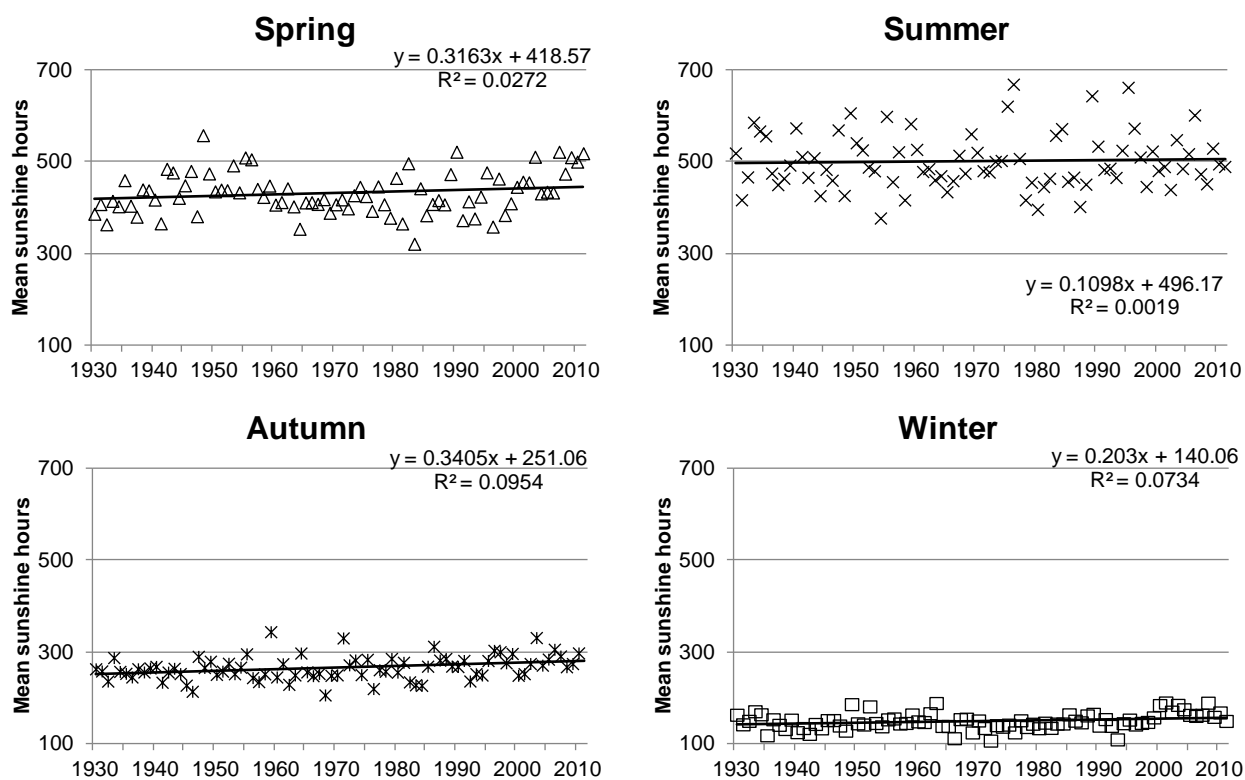 Spring
y = 0.3163x + 418.57
R² = 0.0272
Mean sunshine hours
700
500
300
100
1930 1940 1950 1960 1970 1980 1990 2000 2010
Summer
Mean sunshine hours
700
500
300
100
y = 0.1098x + 496.17
R² = 0.0019
1930 1940 1950 1960 1970 1980 1990 2000 2010
Autumn
y = 0.3405x + 251.06
R² = 0.0954
Mean sunshine hours
700
500
300
100
1930 1940 1950 1960 1970 1980 1990 2000 2010
Winter
y = 0.203x + 140.06
R² = 0.0734
Mean sunshine hours
700
500
300
100
1930 1940 1950 1960 1970 1980 1990 2000 2010